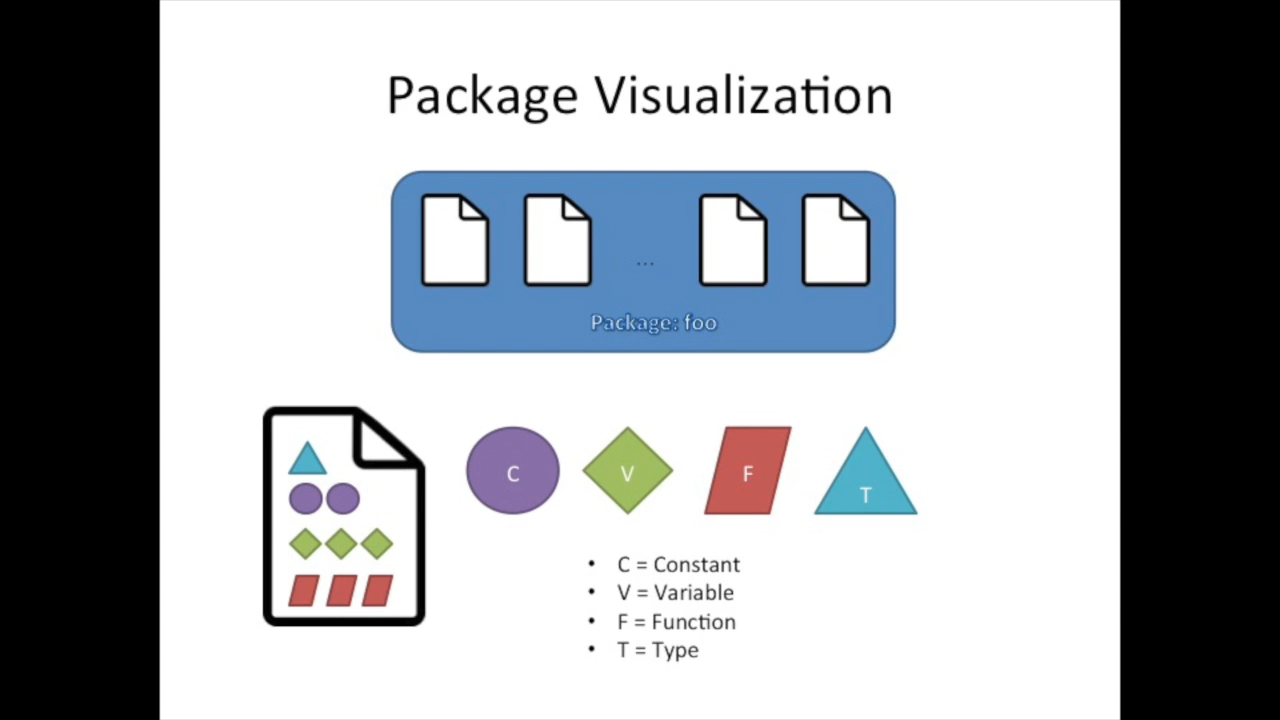 Package Visualization
...
Package: foo
C V F T
• C = Constant
• V = Variable
• F = Function
• T = Type